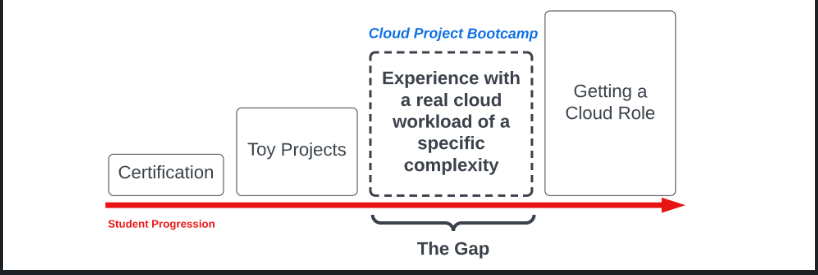 Cloud Project Bootcamp
Experience with
a real cloud
workload of a
specific
complexity
Getting a
Cloud Role
Toy Projects
Certification
Student Progression
The Gap